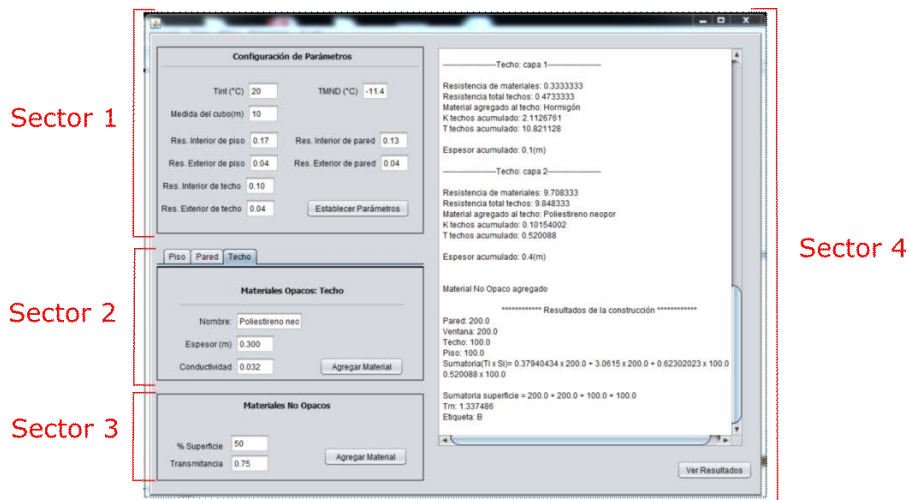 Sector 1
Configuración de Parámetros
Tint (°C) 20 TMND (°C) -11.4
Medida del cubo(m) 10
Res. Interior de piso 0.17 Res. Interior de pared 0.13
Res. Exterior de piso 0.04 Res. Exterior de pared 0.04
Res. Interior de techo 0.10
Res. Exterior de techo 0.04 Establecer Parámetros
Sector 2
Piso Pared Techo
Materiales Opacos: Techo
Nombre: Poliestireno neo
Espesor (m) 0.300
Conductividad 0.032 Agregar Material
Sector 3
Materiales No Opacos
% Superficie 50
Transmitancia 0.75 Agregar Material
Sector 4
--------------------Techo: capa 1--------------------
Resistencia de materiales: 0.3333333
Resistencia total techos: 0.4733333
Material agregado al techo: Hormigón
K techos acumulado: 2.1126761
T techos acumulado: 10.821128
Espesor acumulado: 0.1(m)
--------------------Techo: capa 2--------------------
Resistencia de materiales: 9.708333
Resistencia total techos: 9.848333
Material agregado al techo: Poliestireno neopor
K techos acumulado: 0.10154002
T techos acumulado: 0.520088
Espesor acumulado: 0.4(m)
Material No Opaco agregado
************ Resultados de la construcción ************
Pared: 200.0
Ventana: 200.0
Techo: 100.0
Piso: 100.0
Sumatoria(Ti x Si)= 0.37940434 x 200.0 + 3.0615 x 200.0 + 0.62302023 x 100.0
0.520088 x 100.0
Sumatoria superficie = 200.0 + 200.0 + 100.0 + 100.0
Tm: 1.337486
Etiqueta: B
Ver Resultados